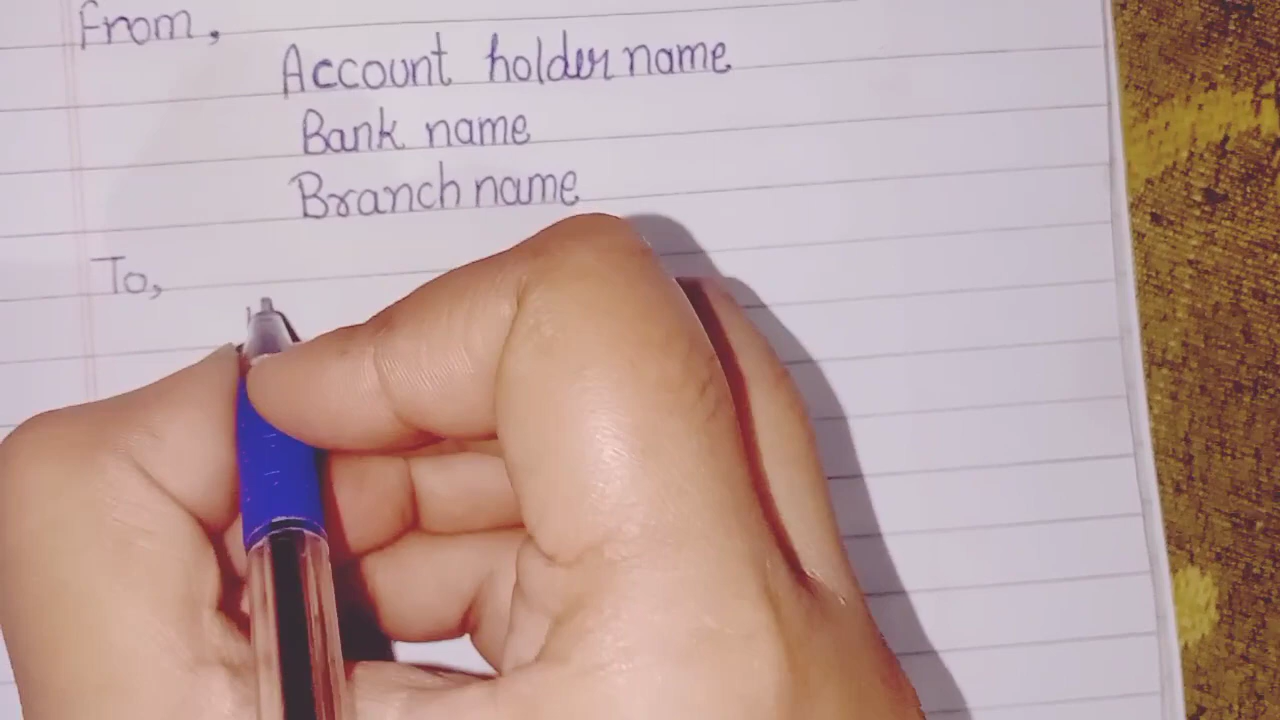 From,
Account holder name
Bank name
Branch name
To,